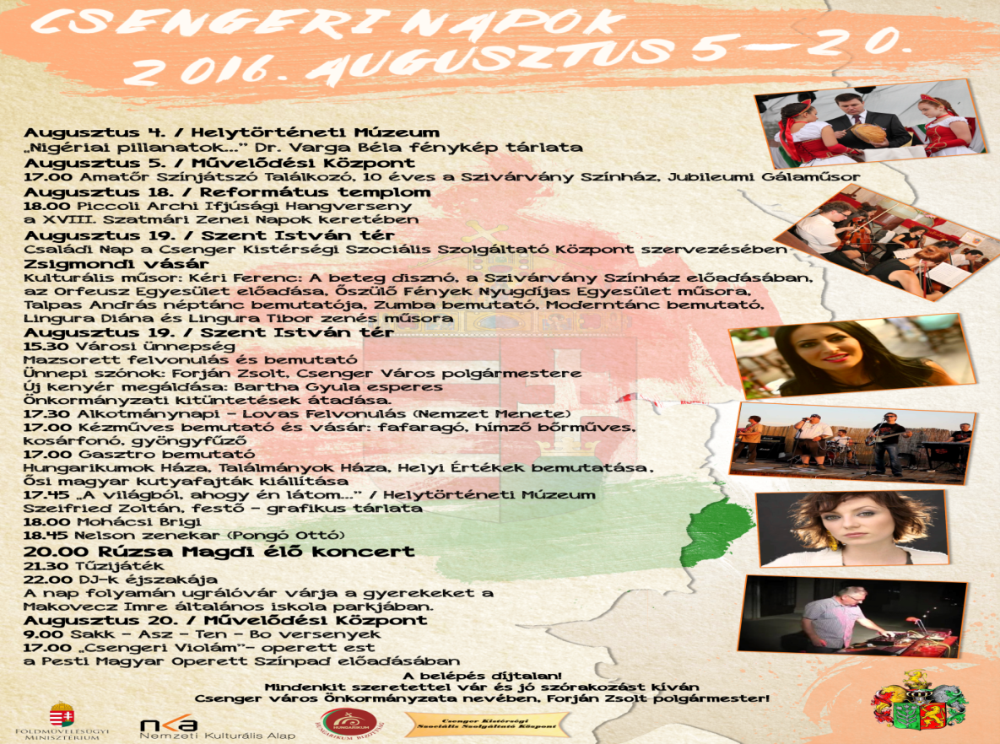 CSENGERI NAPOK
2016. AUGUSZTUS 5-20.
Augusztus 4. / Helytörténeti Múzeum
„Nigériai pillanatok...” Dr. Varga Béla fénykép tárlata
Augusztus 5. / Művelődési Központ
17.00 Amatőr Színjátszó Találkozó, 10 éves a Szivárvány Színház, Jubileumi Gálaműsor
Augusztus 18. / Református templom
18.00 Piccoli Archi Ifjúsági Hangverseny
a XVIII. Szatmári Zenei Napok keretében
Augusztus 19. / Szent István tér
Családi Nap a Csenger Kistérségi Szociális Szolgáltató Központ szervezésében
Zsigmondi vásár
Kulturális műsor: Kéri Ferenc: A beteg disznó, a Szivárvány Színház előadásában,
az Orfeusz Egyesület előadása, Őszülő Fények Nyugdíjas Egyesület műsora,
Talpas András néptánc bemutatója, Zumba bemutató, Moderntánc bemutató,
Lingura Diána és Lingura Tibor zenés műsora
Augusztus 19. / Szent István tér
15.30 Városi ünnepség
Mazsorett felvonulás és bemutató
Ünnepi szónok: Forján Zsolt, Csenger Város polgármestere
Új kenyér megáldása: Bartha Gyula esperes
Önkormányzati kitüntetések átadása.
17.30 Alkotmánynapi - Lovas Felvonulás (Nemzet Menete)
17.00 Kézműves bemutató és vásár: fafaragó, hímző bőrműves,
kosárfonó, gyöngyfűző
17.00 Gasztro bemutató
Hungarikumok Háza, Találmányok Háza, Helyi Értékek bemutatása,
Ősi magyar kutyafajták kiállítása
17.45 „A világból, ahogy én látom...” / Helytörténeti Múzeum
Szeifried Zoltán, festő - grafikus tárlata
18.00 Mohácsi Brigi
18.45 Nelson zenekar (Pongó Ottó)
20.00 Rúzsa Magdi élő koncert
21.30 Tűzijáték
22.00 DJ-k éjszakája
A nap folyamán ugrálóvár várja a gyerekeket a
Makovecz Imre általános iskola parkjában.
Augusztus 20. / Művelődési Központ
9.00 Sakk - Asz - Ten - Bo versenyek
17.00 „Csengeri Violám”- operett est
a Pesti Magyar Operett Színpad előadásában
A belépés díjtalan!
Mindenkit szeretettel vár és jó szórakozást kíván
Csenger város Önkormányzata nevében, Forján Zsolt polgármester!
FÖLDMŰVELÉSÜGYI
MINISZTÉRIUM
nka
Nemzeti Kulturális Alap
HUNGARIKUM
HUNGARIKUM BIZOTTSÁG
Csenger Kistérségi
Szociális Szolgáltató Központ